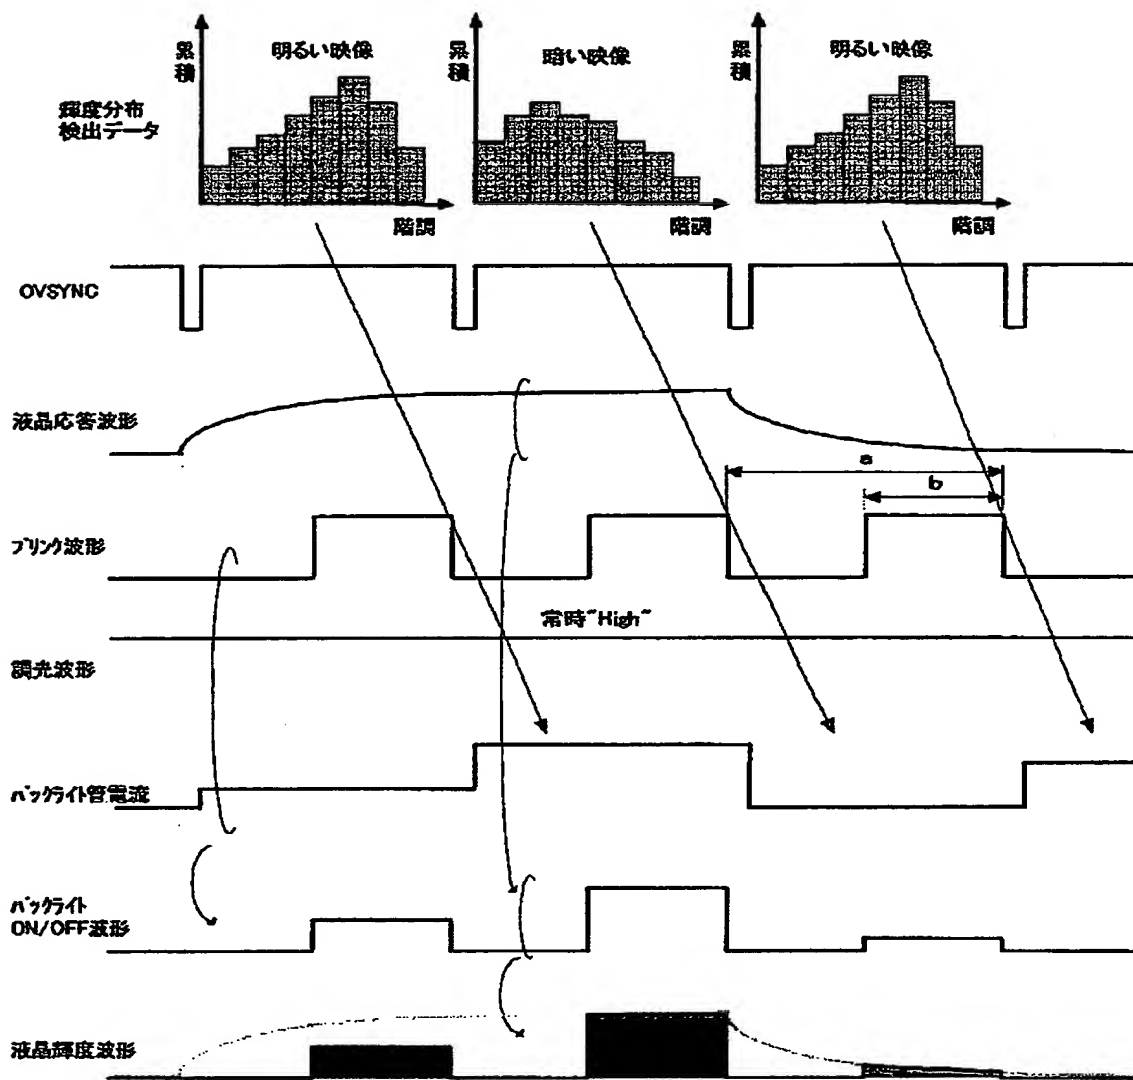 明るい映像
暗い映像
明るい映像
累積
累積
累積
輝度分布
検出データ
階調
階調
階調
OVSYNC
液晶応答波形
a
b
ブリンク波形
常時"High"
調光波形
バックライト管電流
バックライト
ON/OFF波形
液晶輝度波形